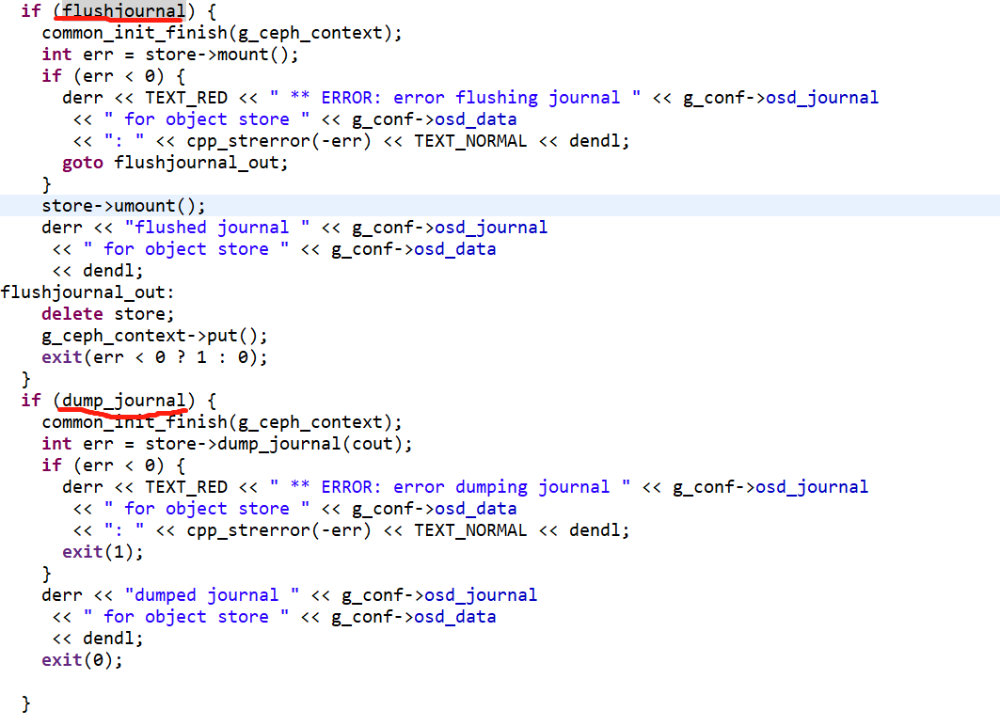 if (flushjournal) {
common_init_finish(g_ceph_context);
int err = store->mount();
if (err < 0) {
derr << TEXT_RED << " ** ERROR: error flushing journal " << g_conf->osd_journal
<< " for object store " << g_conf->osd_data
<< ": " << cpp_strerror(-err) << TEXT_NORMAL << dendl;
goto flushjournal_out;
}
store->umount();
derr << "flushed journal " << g_conf->osd_journal
<< " for object store " << g_conf->osd_data
<< dendl;
flushjournal_out:
delete store;
g_ceph_context->put();
exit(err < 0 ? 1 : 0);
}
if (dump_journal) {
common_init_finish(g_ceph_context);
int err = store->dump_journal(cout);
if (err < 0) {
derr << TEXT_RED << " ** ERROR: error dumping journal " << g_conf->osd_journal
<< " for object store " << g_conf->osd_data
<< ": " << cpp_strerror(-err) << TEXT_NORMAL << dendl;
exit(1);
}
derr << "dumped journal " << g_conf->osd_journal
<< " for object store " << g_conf->osd_data
<< dendl;
exit(0);
}